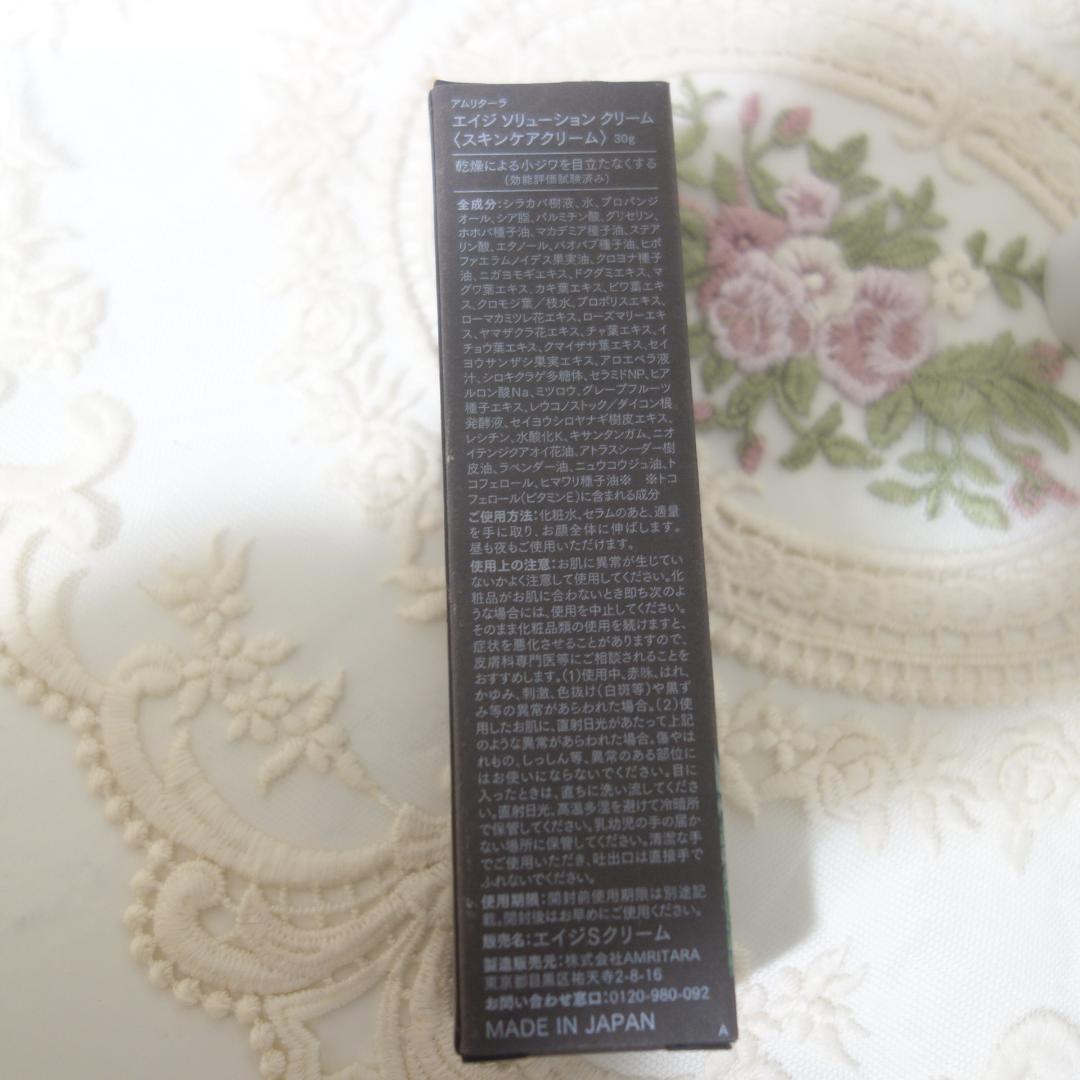 アムリターラ
エイジ ソリューション クリーム
〈スキンケアクリーム〉 30g
乾燥による小ジワを目立たなくする
(効能評価試験済み)
全成分:シラカバ樹液、水、プロパンジ
オール、シア脂、パルミチン酸、グリセリン、
ホホバ種子油、マカデミア種子油、ステア
リン酸、エタノール、バオバブ種子油、ヒポ
ファエラムノイデス果実油、クロヨナ種子
油、ニガヨモギエキス、ドクダミエキス、マ
グワ葉エキス、カキ葉エキス、ビワ葉エキ
ス、クロモジ葉/枝水、プロポリスエキス、
ローマカミツレ花エキス、ローズマリーエキ
ス、ヤマザクラ花エキス、チャ葉エキス、イ
チョウ葉エキス、クマイザサ葉エキス、セイ
ヨウサンザシ果実エキス、アロエベラ液
汁、シロキクラゲ多糖体、セラミドNP、ヒア
ルロン酸Na、ミツロウ、グレープフルーツ
種子エキス、レウコノストック/ダイコン根
発酵液、セイヨウシロヤナギ樹皮エキス、
レシチン、水酸化K、キサンタンガム、ニオ
イテンジクアオイ花油、アトラスシーダー樹
皮油、ラベンダー油、ニュウコウジュ油、ト
コフェロール、ヒマワリ種子油※ ※トコ
フェロール(ビタミンE)に含まれる成分
ご使用方法:化粧水、セラムのあと、適量
を手に取り、お顔全体に伸ばします。
昼も夜もご使用いただけます。
使用上の注意:お肌に異常が生じてい
ないかよく注意して使用してください。化
粧品がお肌に合わないとき即ち次のよ
うな場合には、使用を中止してください。
そのまま化粧品類の使用を続けますと、
症状を悪化させることがありますので、
皮膚科専門医等にご相談されることを
おすすめします。(1)使用中、赤味、はれ、
かゆみ、刺激、色抜け(白斑等)や黒ず
み等の異常があらわれた場合。(2)使
用したお肌に、直射日光があたって上記
のような異常があらわれた場合。傷やは
れもの、しっしん等、異常のある部位に
はお使いにならないでください。目に
入ったときは、直ちに洗い流してくださ
い。直射日光、高温多湿を避けて冷暗所
で保管してください。乳幼児の手の届か
ない場所に保管してください。清潔な手
でご使用いただき、吐出口は直接手で
ふれないでください。
使用期限:開封前使用期限は別途記
載。開封後はお早めにご使用ください。
販売名:エイジSクリーム
製造販売元:株式会社AMRITARA
東京都目黒区祐天寺2-8-16
お問い合わせ窓口:0120-980-092
MADE IN JAPAN
A